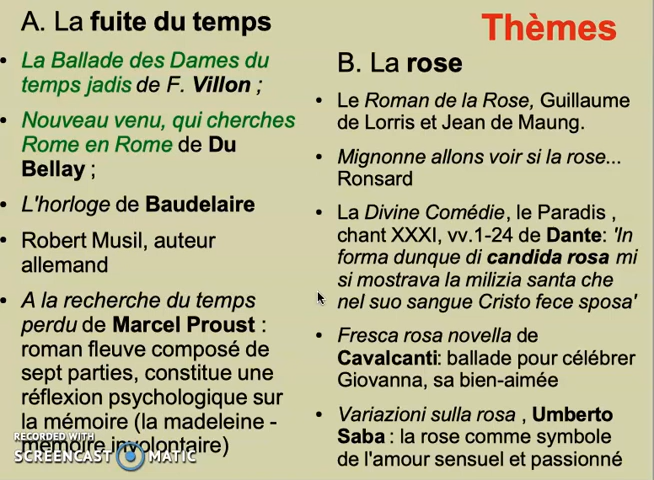 Thèmes
A. La fuite du temps
• La Ballade des Dames du
temps jadis de F. Villon ;
• Nouveau venu, qui cherches
Rome en Rome de Du
Bellay ;
• L'horloge de Baudelaire
• Robert Musil, auteur
allemand
• A la recherche du temps
perdu de Marcel Proust :
roman fleuve composé de
sept parties, constitue une
réflexion psychologique sur
la mémoire (la madeleine -
mémoire involontaire)
B. La rose
• Le Roman de la Rose, Guillaume
de Lorris et Jean de Maung.
• Mignonne allons voir si la rose...
Ronsard
• La Divine Comédie, le Paradis ,
chant XXXI, vv.1-24 de Dante: 'In
forma dunque di candida rosa mi
si mostrava la milizia santa che
nel suo sangue Cristo fece sposa'
• Fresca rosa novella de
Cavalcanti: ballade pour célébrer
Giovanna, sa bien-aimée
• Variazioni sulla rosa , Umberto
Saba : la rose comme symbole
de l'amour sensuel et passionné
RECORDED WITH
SCREENCAST MATIC